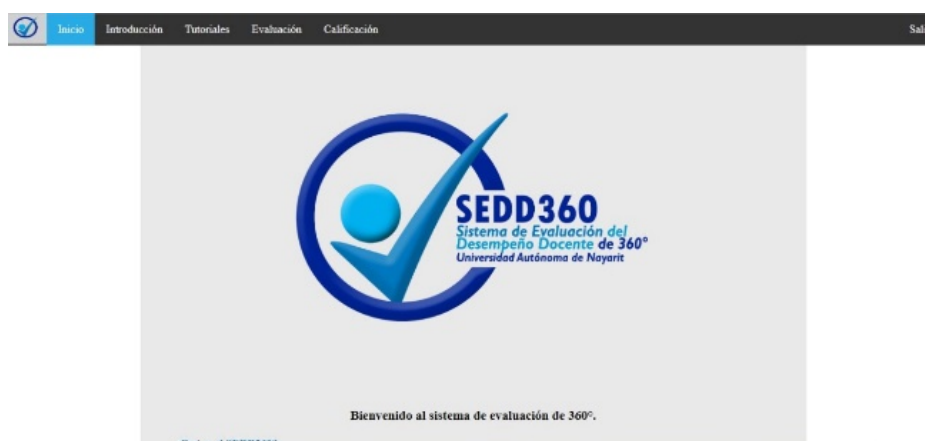 Inicio Introducción Tutoriales Evaluación Calificación
SEDD360
Sistema de Evaluación del
Desempeño Docente de 360°
Universidad Autónoma de Nayarit
Bienvenido al sistema de evaluación de 360°.